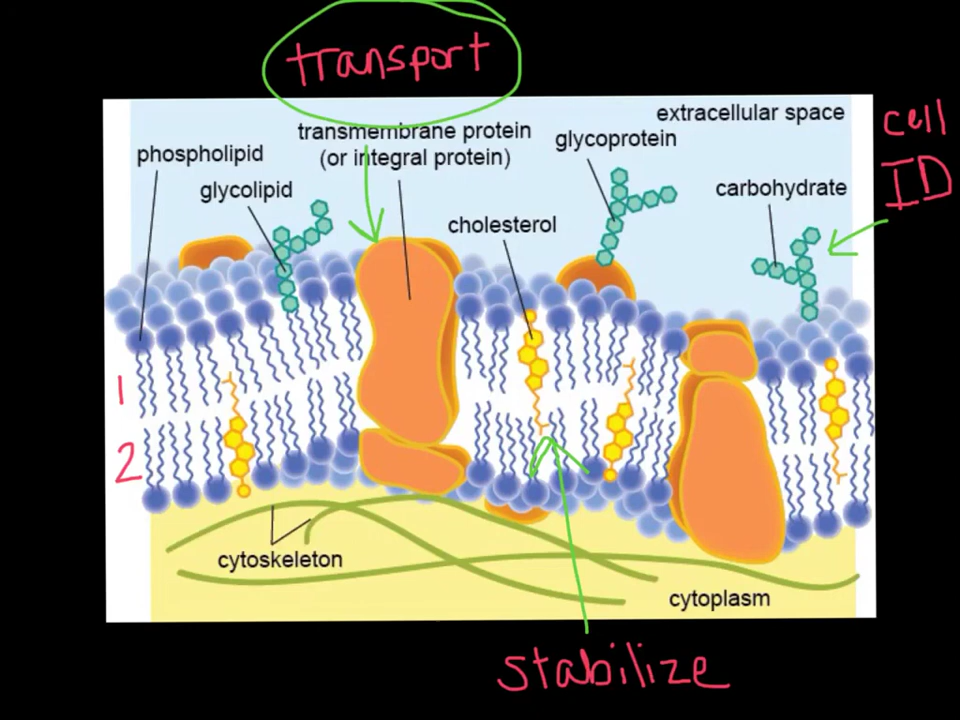 transport
transmembrane protein
(or integral protein)
extracellular space
cell
ID
phospholipid
glycoprotein
glycolipid
carbohydrate
cholesterol
1
2
cytoskeleton
cytoplasm
stabilize